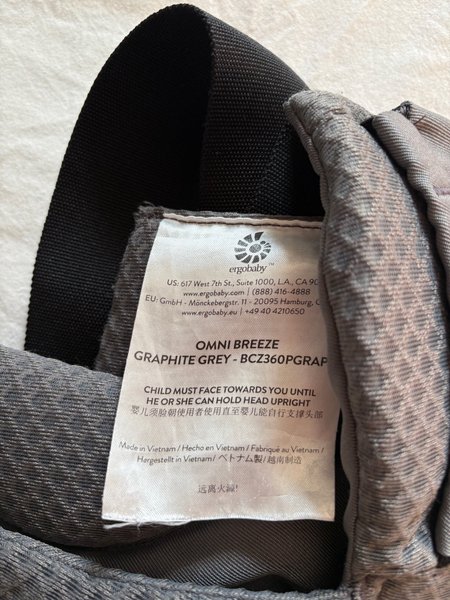 ergobaby™
US: 617 West 7th St., Suite 1000, L.A., CA 90
www.ergobaby.com | (888) 416-4888
EU: GmbH - Mönckebergstr. 11 - 20095 Hamburg,
www.ergobaby.eu | +49 40 4210650
OMNI BREEZE
GRAPHITE GREY - BCZ360PGRAP
CHILD MUST FACE TOWARDS YOU UNTIL
HE OR SHE CAN HOLD HEAD UPRIGHT
婴儿须脸朝使用者使用直至婴儿能自行支撑头部
Made in Vietnam / Hecho en Vietnam / Fabriqué au Vietnam /
Hergestellt in Vietnam / ベトナム製 / 越南制造
远离火源!